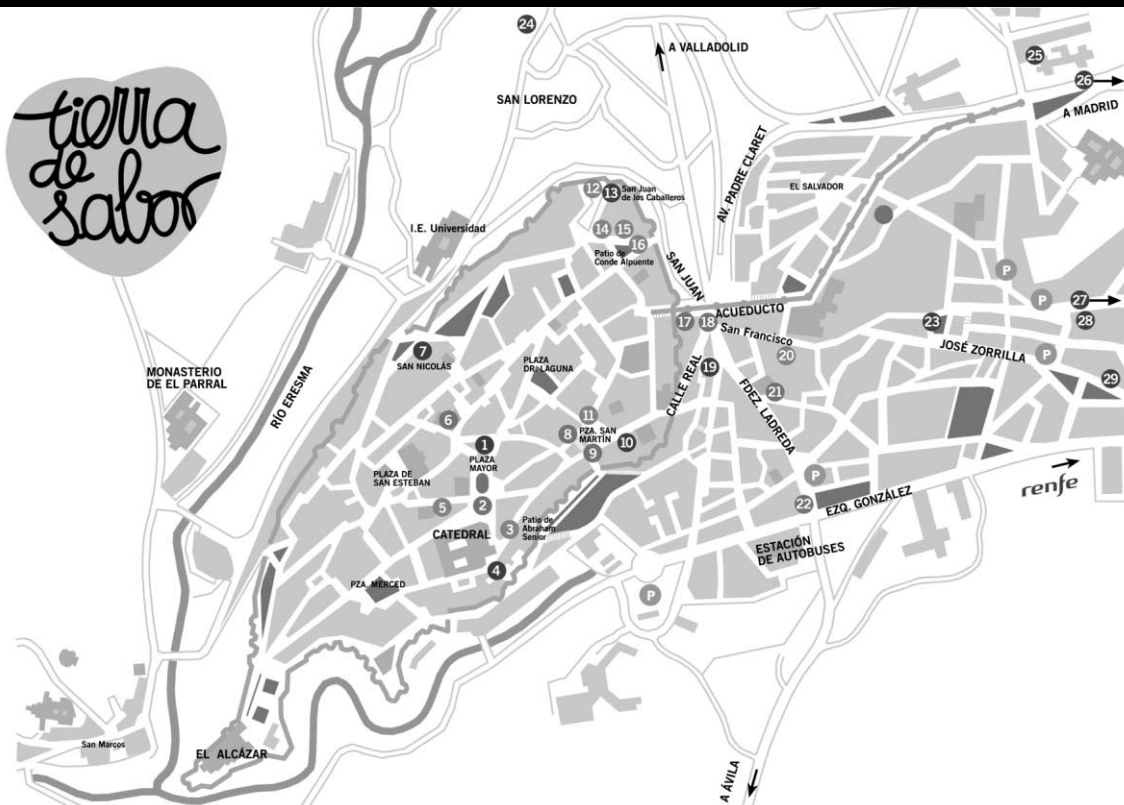 tierra
de
sabor
24
A VALLADOLID
25
26
A MADRID
SAN LORENZO
AV. PADRE CLARET
EL SALVADOR
12
13
San Juan
de los Caballeros
14
15
16
Patio de
Conde Alpuente
I.E. Universidad
SAN JUAN
P
P
27
28
ACUEDUCTO
17
18
San Francisco
23
JOSÉ ZORRILLA
P
29
20
21
19
CALLE REAL
FDEZ. LADREDA
7
SAN NICOLÁS
PLAZA
DR. LAGUNA
MONASTERIO
DE EL PARRAL
RÍO ERESMA
6
11
8
PZA. SAN
MARTÍN
10
9
1
PLAZA
MAYOR
PLAZA DE
SAN ESTEBAN
5
2
3
Patio de
Abraham
Senior
CATEDRAL
4
PZA. MERCED
P
22
EZQ. GONZÁLEZ
renfe
ESTACIÓN
DE AUTOBUSES
P
San Marcos
EL ALCÁZAR
A ÁVILA